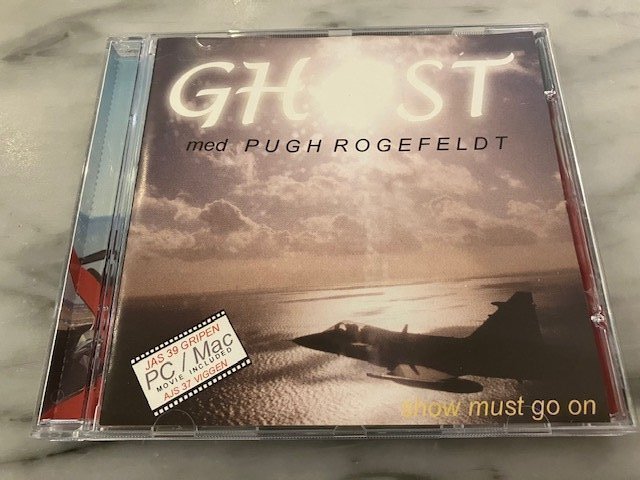 GHOST
med PUGH ROGEFELDT
JAS 39 GRIPEN
PC / Mac
MOVIE INCLUDED
AJS 37 VIGGEN
show must go on